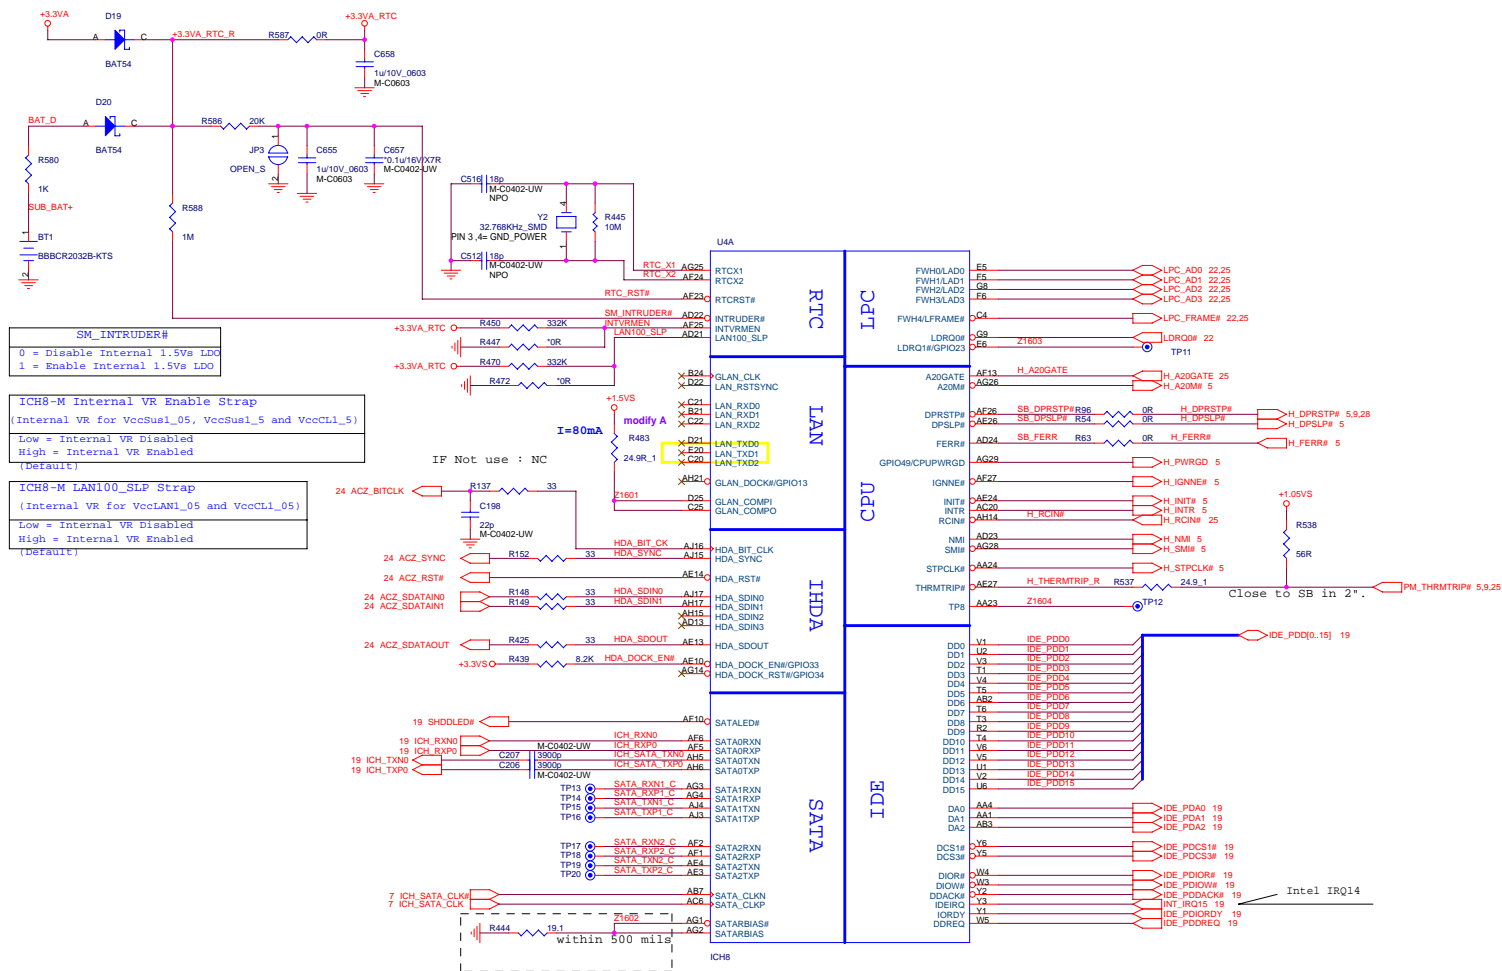 +3.3VA
D19
A
C
BAT54
+3.3VA_RTC_R
R587
0R
+3.3VA_RTC
C658
1u/10V_0603
M-C0603
D20
BAT_D
A
C
BAT54
R586
20K
JP3
OPEN_S
1
2
C655
1u/10V_0603
M-C0603
C657
*0.1u/16V/X7R
M-C0402-UW
R580
1K
SUB_BAT+
1
BT1
BBBCR2032B-KTS
2
R588
1M
C516
18p
M-C0402-UW
NPO
Y2
32.768KHz_SMD
PIN 3 ,4= GND_POWER
4
1
R445
10M
C512
18p
M-C0402-UW
NPO
SM_INTRUDER#
0 = Disable Internal 1.5Vs LDO
1 = Enable Internal 1.5Vs LDO
ICH8-M Internal VR Enable Strap
(Internal VR for VccSus1_05, VccSus1_5 and VccCL1_5)
Low = Internal VR Disabled
High = Internal VR Enabled
(Default)
ICH8-M LAN100_SLP Strap
(Internal VR for VccLAN1_05 and VccCL1_05)
Low = Internal VR Disabled
High = Internal VR Enabled
(Default)
U4A
RTC
LPC
LAN
CPU
IHDA
SATA
IDE
ICH8
RTC_X1 AG25 RTCX1
RTC_X2 AF24 RTCX2
RTC_RST# AF23 RTCRST#
SM_INTRUDER# AD22 INTRUDER#
+3.3VA_RTC R450 332K INTVRMEN AF25 INTVRMEN
R447 *0R LAN100_SLP AD21 LAN100_SLP
+3.3VA_RTC R470 332K
R472 *0R
B24 GLAN_CLK
D22 LAN_RSTSYNC
+1.5VS
modify A
I=80mA
R483
24.9R_1
IF Not use : NC
C21 LAN_RXD0
B21 LAN_RXD1
C22 LAN_RXD2
D21 LAN_TXD0
E20 LAN_TXD1
C20 LAN_TXD2
AH21 GLAN_DOCK#/GPIO13
Z1601 D25 GLAN_COMPI
C25 GLAN_COMPO
24 ACZ_BITCLK R137 33
C198
22p
M-C0402-UW
HDA_BIT_CK AJ16 HDA_BIT_CLK
24 ACZ_SYNC R152 33 HDA_SYNC AJ15 HDA_SYNC
24 ACZ_RST# AE14 HDA_RST#
24 ACZ_SDATAIN0 R148 33 HDA_SDIN0 AJ17 HDA_SDIN0
24 ACZ_SDATAIN1 R149 33 HDA_SDIN1 AH17 HDA_SDIN1
AH15 HDA_SDIN2
AD13 HDA_SDIN3
24 ACZ_SDATAOUT R425 33 HDA_SDOUT AE13 HDA_SDOUT
+3.3VS R439 8.2K HDA_DOCK_EN# AE10 HDA_DOCK_EN#/GPIO33
AG14 HDA_DOCK_RST#/GPIO34
19 SHDDLED# AF10 SATALED#
19 ICH_RXN0 ICH_RXN0 AF6 SATA0RXN
19 ICH_RXP0 M-C0402-UW ICH_RXP0 AF5 SATA0RXP
19 ICH_TXN0 C207 3900p ICH_SATA_TXN0 AH5 SATA0TXN
19 ICH_TXP0 C206 3900p ICH_SATA_TXP0 AH6 SATA0TXP
M-C0402-UW
TP13 SATA_RXN1_C AG3 SATA1RXN
TP14 SATA_RXP1_C AG4 SATA1RXP
TP15 SATA_TXN1_C AJ4 SATA1TXN
TP16 SATA_TXP1_C AJ3 SATA1TXP
TP17 SATA_RXN2_C AF2 SATA2RXN
TP18 SATA_RXP2_C AF1 SATA2RXP
TP19 SATA_TXN2_C AE4 SATA2TXN
TP20 SATA_TXP2_C AE3 SATA2TXP
7 ICH_SATA_CLK# AB7 SATA_CLKN
7 ICH_SATA_CLK AC6 SATA_CLKP
Z1602 AG1 SATARBIAS#
R444 19.1 AG2 SATARBIAS
within 500 mils
FWH0/LAD0 E5 LPC_AD0 22,25
FWH1/LAD1 F5 LPC_AD1 22,25
FWH2/LAD2 G8 LPC_AD2 22,25
FWH3/LAD3 F6 LPC_AD3 22,25
FWH4/LFRAME# C4 LPC_FRAME# 22,25
LDRQ0# G9 LDRQ0# 22
LDRQ1#/GPIO23 E6 Z1603 TP11
A20GATE AF13 H_A20GATE H_A20GATE 25
A20M# AG26 H_A20M# 5
DPRSTP# AF26 SB_DPRSTP# R96 0R H_DPRSTP# H_DPRSTP# 5,9,28
DPSLP# AE26 SB_DPSLP# R54 0R H_DPSLP# H_DPSLP# 5
FERR# AD24 SB_FERR R63 0R H_FERR# H_FERR# 5
GPIO49/CPUPWRGD AG29 H_PWRGD 5
IGNNE# AF27 H_IGNNE# 5
INIT# AE24 H_INIT# 5
INTR AC20 H_INTR 5
RCIN# AH14 H_RCIN# H_RCIN# 25
+1.05VS
R538
56R
NMI AD23 H_NMI 5
SMI# AG28 H_SMI# 5
STPCLK# AA24 H_STPCLK# 5
THRMTRIP# AE27 H_THERMTRIP_R R537 24.9_1 PM_THRMTRIP# 5,9,25
Close to SB in 2".
TP8 AA23 Z1604 TP12
IDE_PDD[0..15] 19
DD0 V1 IDE_PDD0
DD1 U2 IDE_PDD1
DD2 V3 IDE_PDD2
DD3 T1 IDE_PDD3
DD4 V4 IDE_PDD4
DD5 T5 IDE_PDD5
DD6 AB2 IDE_PDD6
DD7 T6 IDE_PDD7
DD8 T3 IDE_PDD8
DD9 R2 IDE_PDD9
DD10 T4 IDE_PDD10
DD11 V6 IDE_PDD11
DD12 V5 IDE_PDD12
DD13 U1 IDE_PDD13
DD14 V2 IDE_PDD14
DD15 U6 IDE_PDD15
DA0 AA4 IDE_PDA0 19
DA1 AA1 IDE_PDA1 19
DA2 AB3 IDE_PDA2 19
DCS1# Y6 IDE_PDCS1# 19
DCS3# Y5 IDE_PDCS3# 19
DIOR# W4 IDE_PDIOR# 19
DIOW# W3 IDE_PDIOW# 19
DDACK# Y2 IDE_PDDACK# 19
IDEIRQ Y3 INT_IRQ15 19
IORDY Y1 IDE_PDIORDY 19
DDREQ W5 IDE_PDDREQ 19
Intel IRQ14